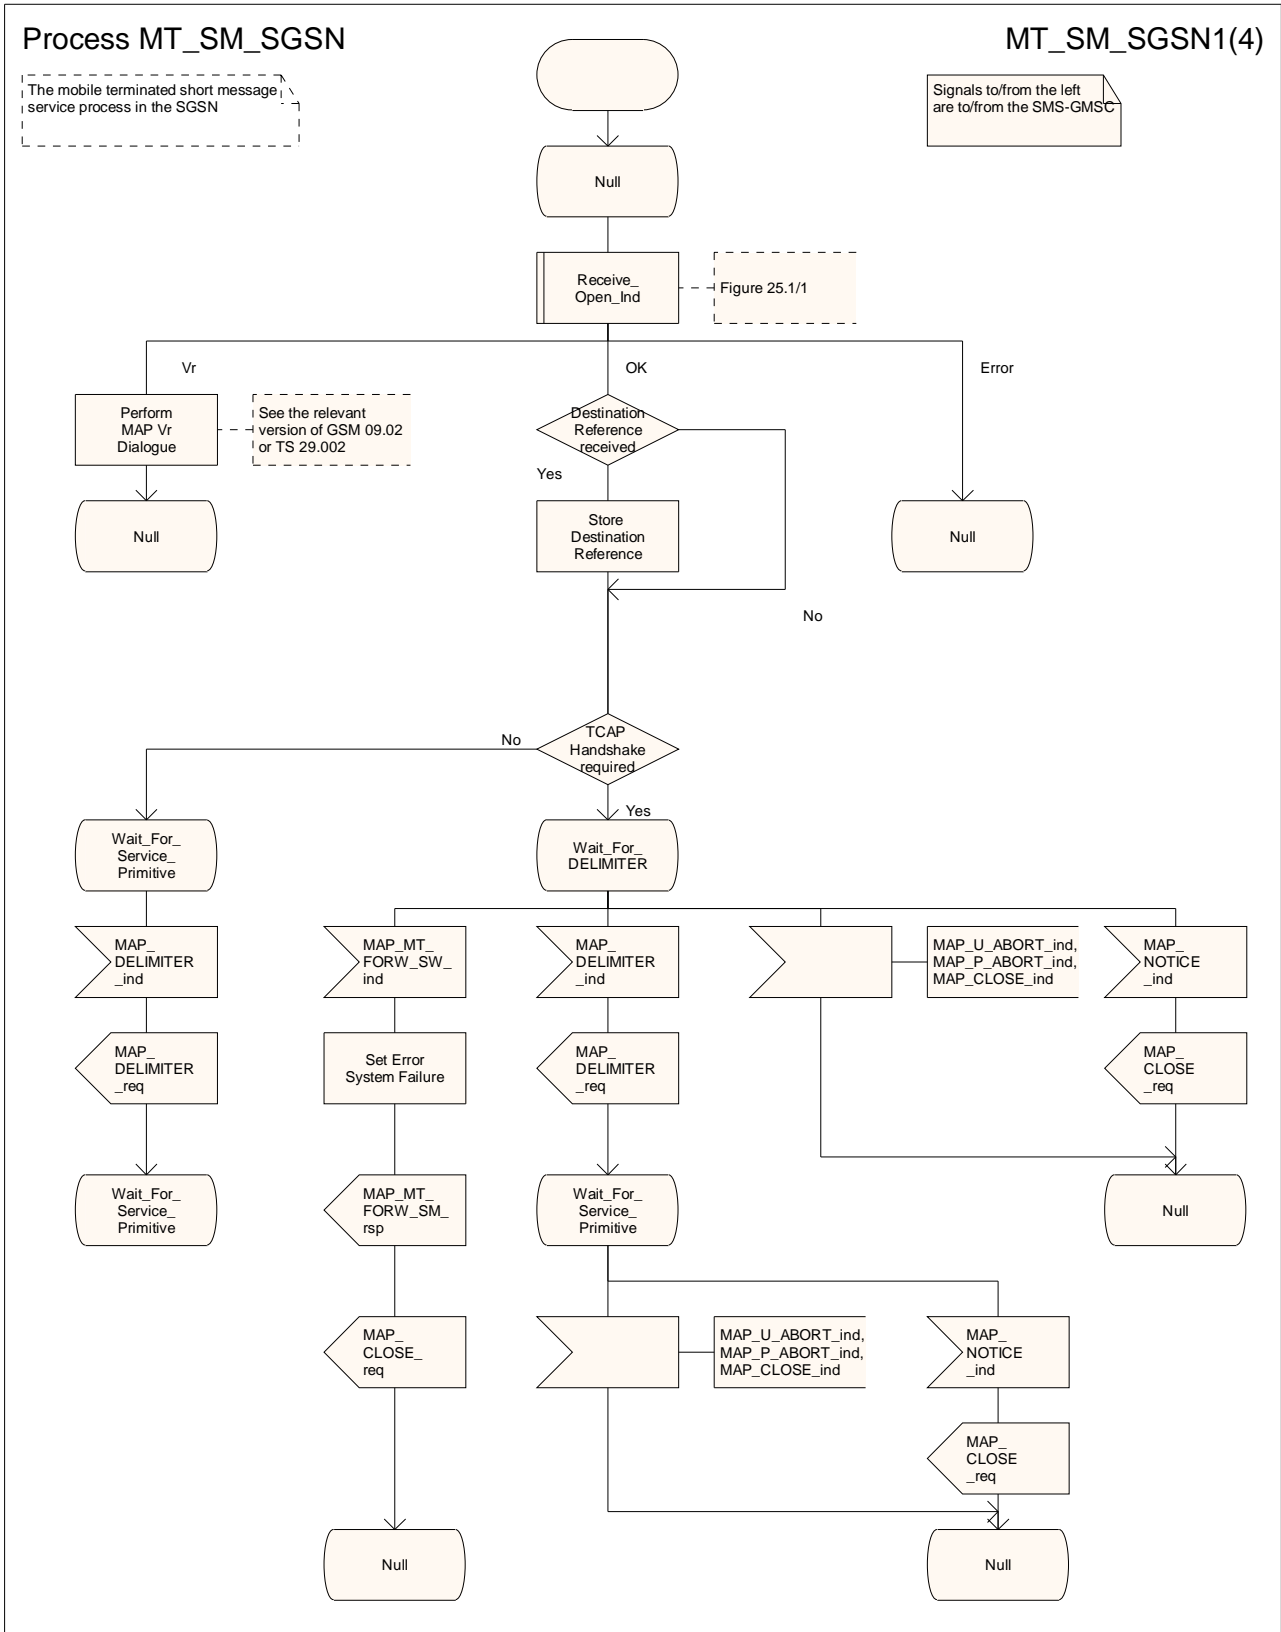 Process MT_SM_SGSN
MT_SM_SGSN1(4)
The mobile terminated short message
service process in the SGSN
Signals to/from the left
are to/from the SMS-GMSC
Null
Receive_
Open_Ind
Figure 25.1/1
Vr
OK
Error
Perform
MAP Vr
Dialogue
See the relevant
version of GSM 09.02
or TS 29.002
Destination
Reference
received
Yes
Null
Store
Destination
Reference
Null
No
TCAP
Handshake
required
No
Yes
Wait_For_
Service_
Primitive
Wait_For_
DELIMITER
MAP_
DELIMITER
_ind
MAP_MT_
FORW_SW_
ind
MAP_
DELIMITER
_ind
MAP_U_ABORT_ind,
MAP_P_ABORT_ind,
MAP_CLOSE_ind
MAP_
NOTICE
_ind
MAP_
DELIMITER
_req
Set Error
System Failure
MAP_
DELIMITER
_req
MAP_
CLOSE
_req
Wait_For_
Service_
Primitive
MAP_MT_
FORW_SM_
rsp
Wait_For_
Service_
Primitive
Null
MAP_
CLOSE_
req
MAP_U_ABORT_ind,
MAP_P_ABORT_ind,
MAP_CLOSE_ind
MAP_
NOTICE
_ind
MAP_
CLOSE
_req
Null
Null